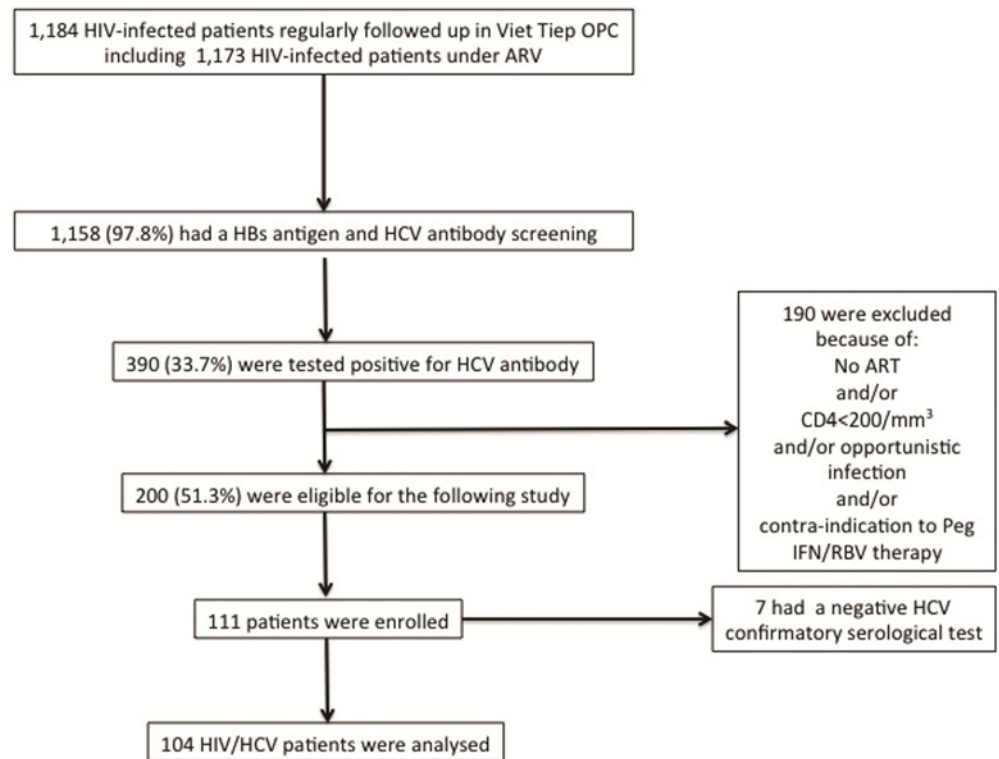 1,184 HIV-infected patients regularly followed up in Viet Tiep OPC
including 1,173 HIV-infected patients under ARV
1,158 (97.8%) had a HBs antigen and HCV antibody screening
390 (33.7%) were tested positive for HCV antibody
190 were excluded
because of:
No ART
and/or
CD4<200/mm³
and/or opportunistic
infection
and/or
contra-indication to Peg
IFN/RBV therapy
200 (51.3%) were eligible for the following study
111 patients were enrolled
7 had a negative HCV
confirmatory serological test
104 HIV/HCV patients were analysed